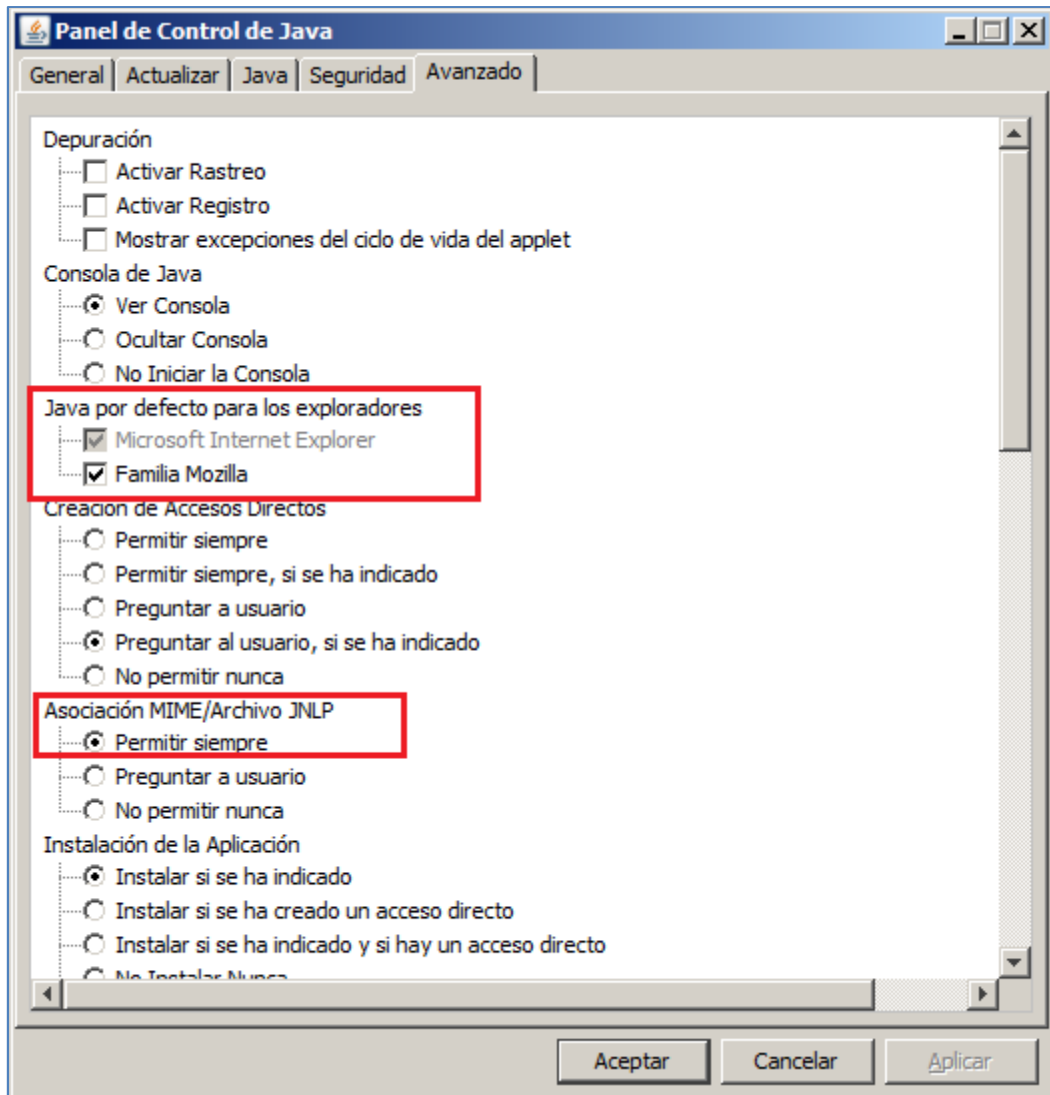 Panel de Control de Java
General Actualizar Java Seguridad Avanzado
Depuración
Activar Rastreo
Activar Registro
Mostrar excepciones del ciclo de vida del applet
Consola de Java
Ver Consola
Ocultar Consola
No Iniciar la Consola
Java por defecto para los exploradores
Microsoft Internet Explorer
Familia Mozilla
Creación de Accesos Directos
Permitir siempre
Permitir siempre, si se ha indicado
Preguntar a usuario
Preguntar al usuario, si se ha indicado
No permitir nunca
Asociación MIME/Archivo JNLP
Permitir siempre
Preguntar a usuario
No permitir nunca
Instalación de la Aplicación
Instalar si se ha indicado
Instalar si se ha creado un acceso directo
Instalar si se ha indicado y si hay un acceso directo
No Instalar Nunca
Aceptar Cancelar Aplicar